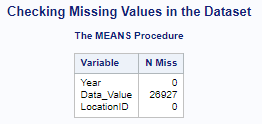 Checking Missing Values in the Dataset
The MEANS Procedure
Variable N Miss
Year 0
Data_Value 26927
LocationID 0